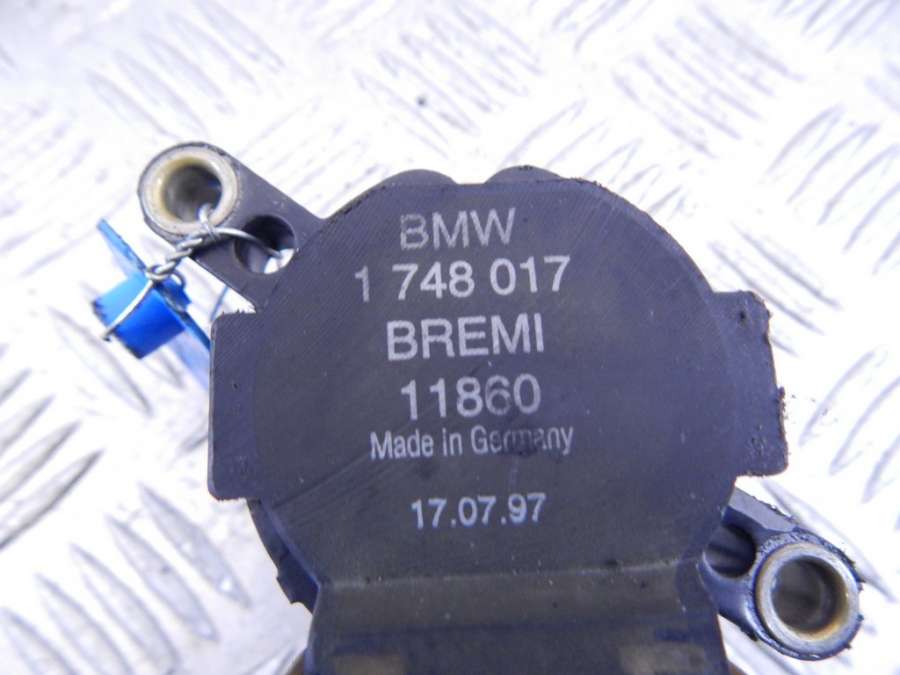 BMW
1 748 017
BREMI
11860
Made in Germany
17.07.97